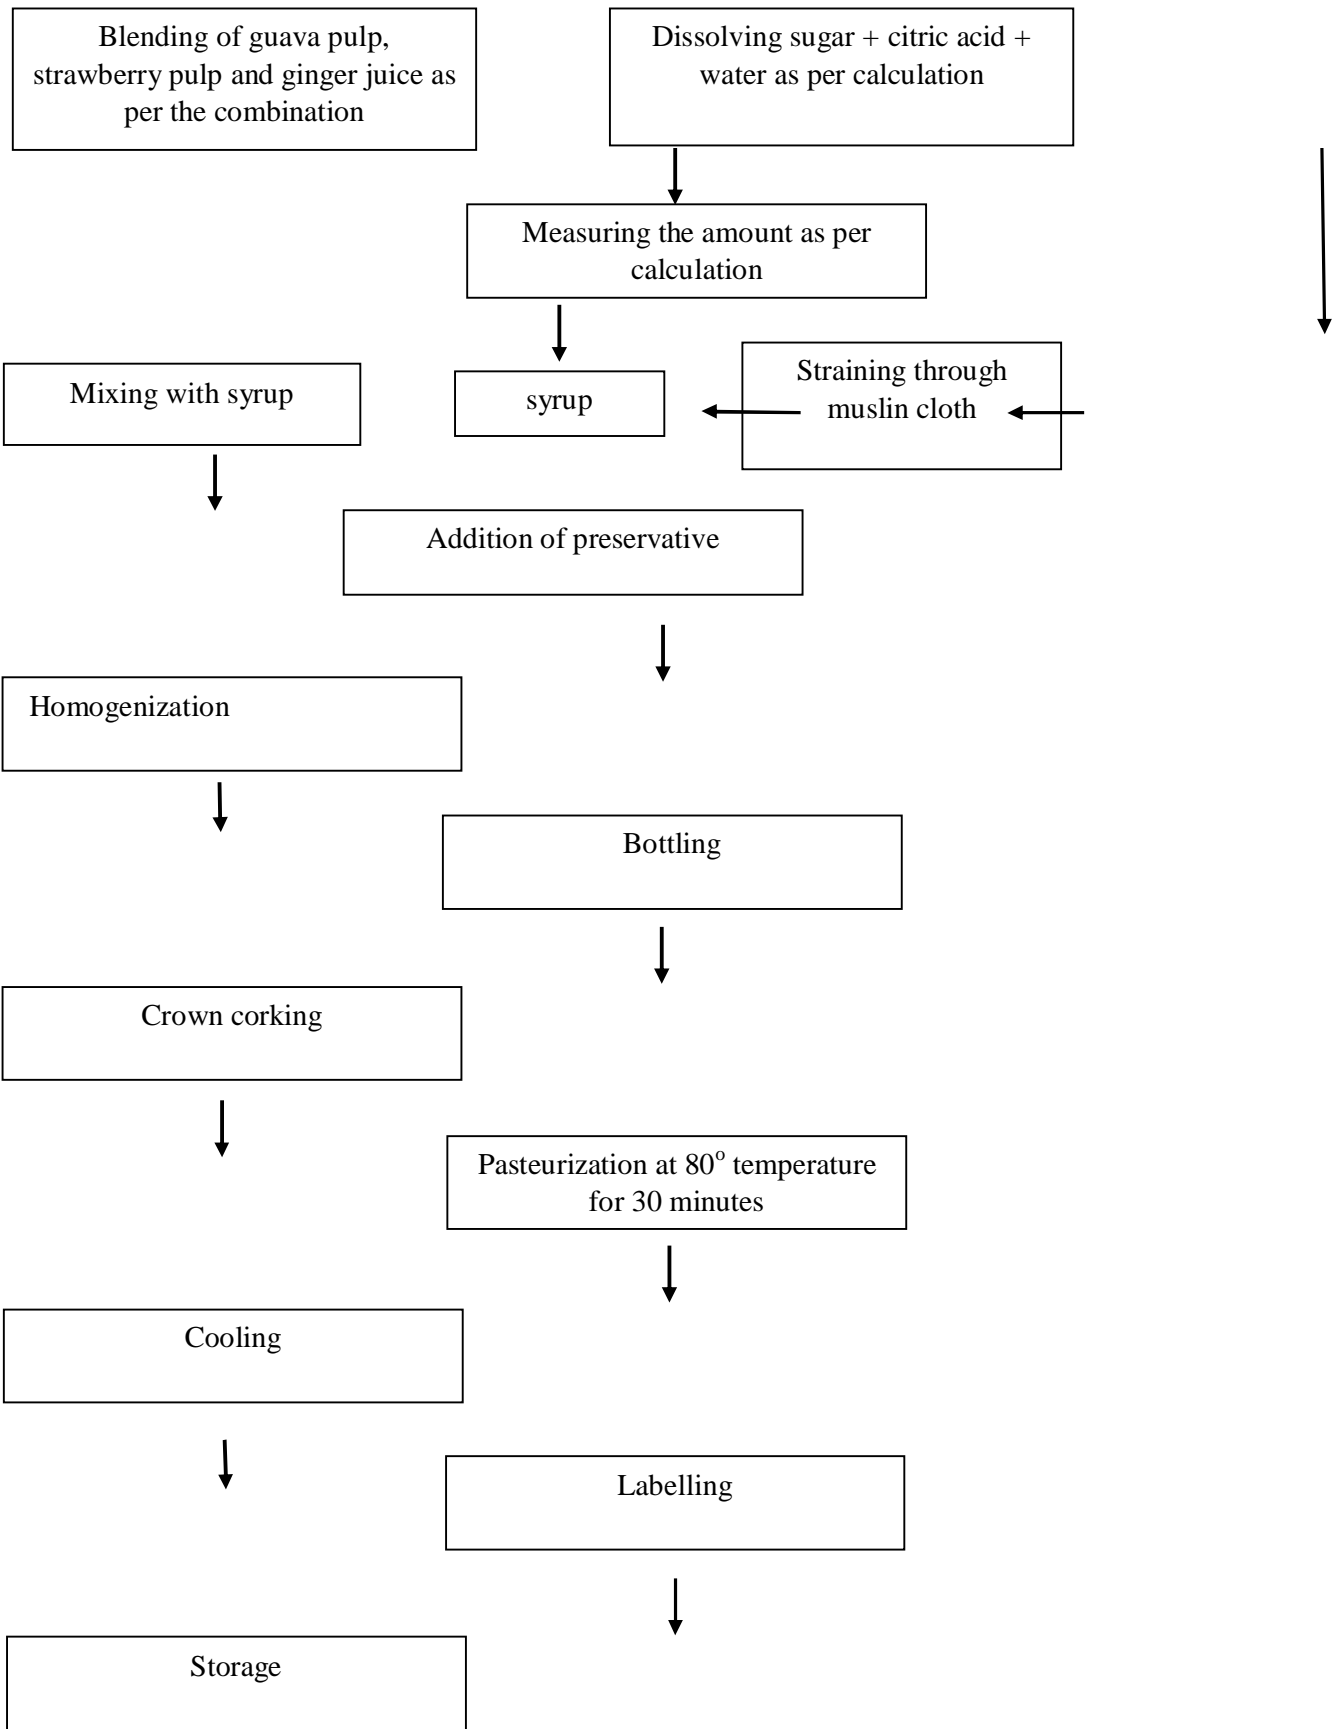 Blending of guava pulp,
strawberry pulp and ginger juice as
per the combination
Dissolving sugar + citric acid +
water as per calculation
Measuring the amount as per
calculation
Mixing with syrup
syrup
Straining through
muslin cloth
Addition of preservative
Homogenization
Bottling
Crown corking
Pasteurization at 80° temperature
for 30 minutes
Cooling
Labelling
Storage